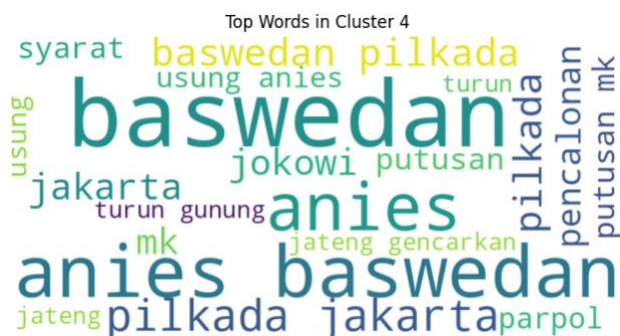 Top Words in Cluster 4
syarat
baswedan pilkada
usung anies
turun
baswedan
usung
jokowi
putusan
pilkada
pencalonan
putusan mk
jakarta
turun gunung
anies
mk
jateng gencarkan
anies baswedan
jateng
pilkada jakarta
parpol